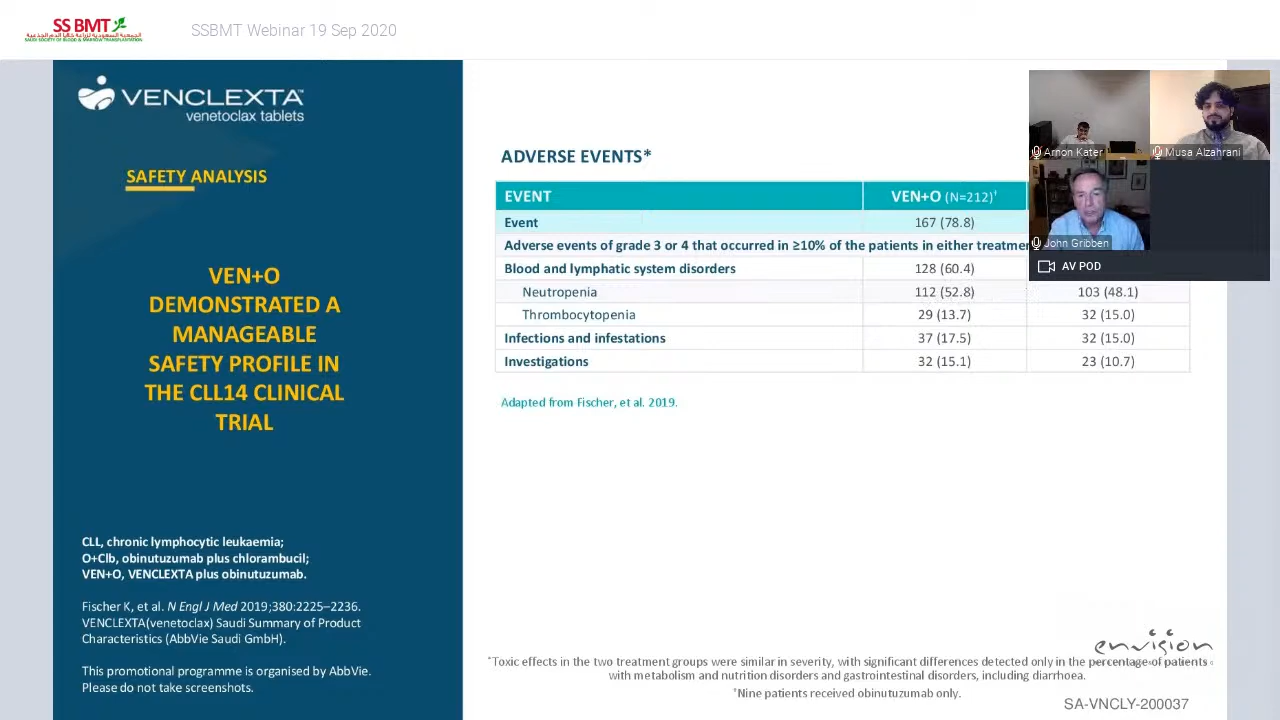 SS BMT
SSBMT Webinar 19 Sep 2020
VENCLEXTA
venetoclax tablets
SAFETY ANALYSIS
VEN+O
DEMONSTRATED A
MANAGEABLE
SAFETY PROFILE IN
THE CLL14 CLINICAL
TRIAL
CLL, chronic lymphocytic leukaemia;
O+Clb, obinutuzumab plus chlorambucil;
VEN+O, VENCLEXTA plus obinutuzumab.
Fischer K, et al. N Engl J Med 2019;380:2225–2236.
VENCLEXTA(venetoclax) Saudi Summary of Product
Characteristics (AbbVie Saudi GmbH).
This promotional programme is organised by AbbVie.
Please do not take screenshots.
ADVERSE EVENTS*
EVENT VEN+O (N=212)†
Event 167 (78.8)
Adverse events of grade 3 or 4 that occurred in ≥10% of the patients in either
Blood and lymphatic system disorders 128 (60.4)
Neutropenia 112 (52.8) 103 (48.1)
Thrombocytopenia 29 (13.7) 32 (15.0)
Infections and infestations 37 (17.5) 32 (15.0)
Investigations 32 (15.1) 23 (10.7)
Adapted from Fischer, et al. 2019.
Arnon Kater
Musa Alzahrani
John Gribben
AV POD
envision
*Toxic effects in the two treatment groups were similar in severity, with significant differences detected only in the percentage of patients
with metabolism and nutrition disorders and gastrointestinal disorders, including diarrhoea.
†Nine patients received obinutuzumab only.
SA-VNCLY-200037